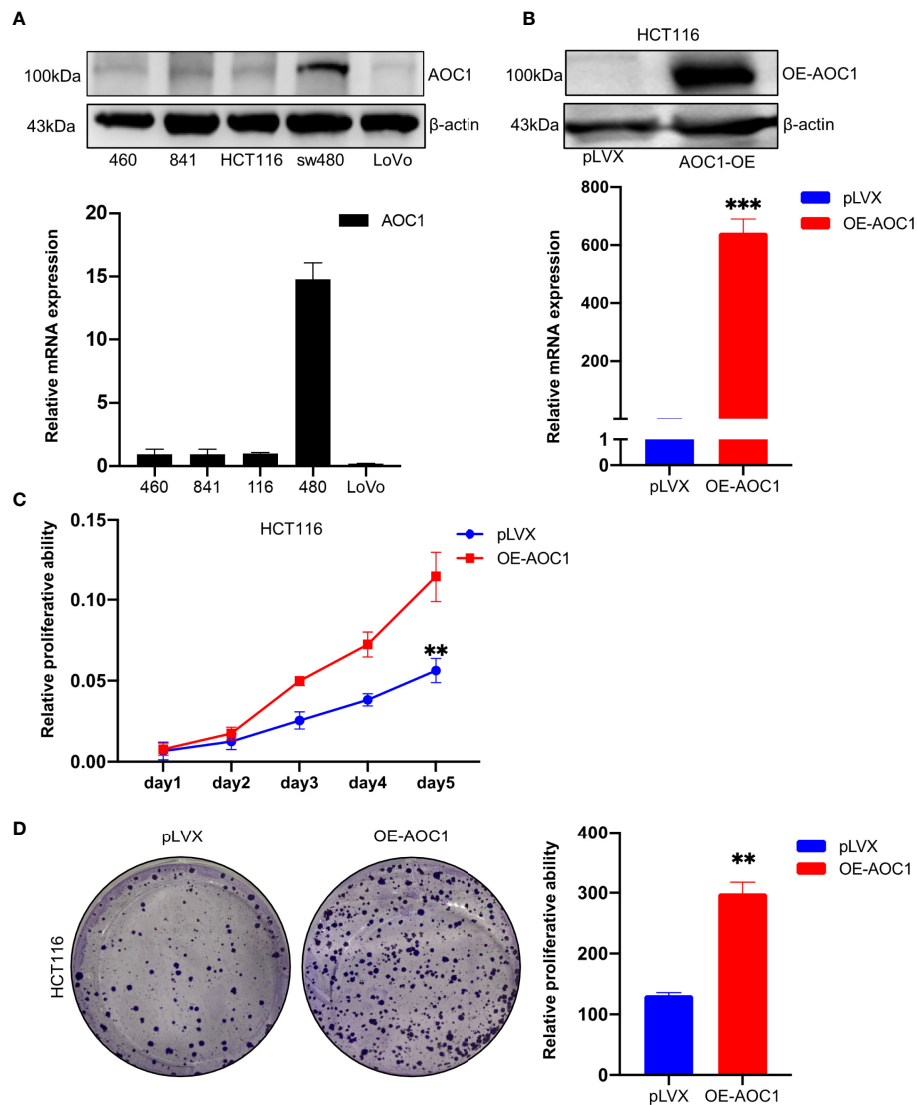 A
100kDa
AOC1
43kDa
β-actin
460 841 HCT116 sw480 LoVo
Relative mRNA expression
20
15
10
5
0
AOC1
460 841 116 480 LoVo
B
HCT116
100kDa
OE-AOC1
43kDa
β-actin
pLVX AOC1-OE
Relative mRNA expression
800
600
400
200
1
0
***
pLVX
OE-AOC1
pLVX OE-AOC1
C
HCT116
Relative proliferative ability
0.15
0.10
0.05
0.00
**
pLVX
OE-AOC1
day1 day2 day3 day4 day5
D
pLVX OE-AOC1
HCT116
Relative proliferative ability
400
300
200
100
0
**
pLVX
OE-AOC1
pLVX OE-AOC1